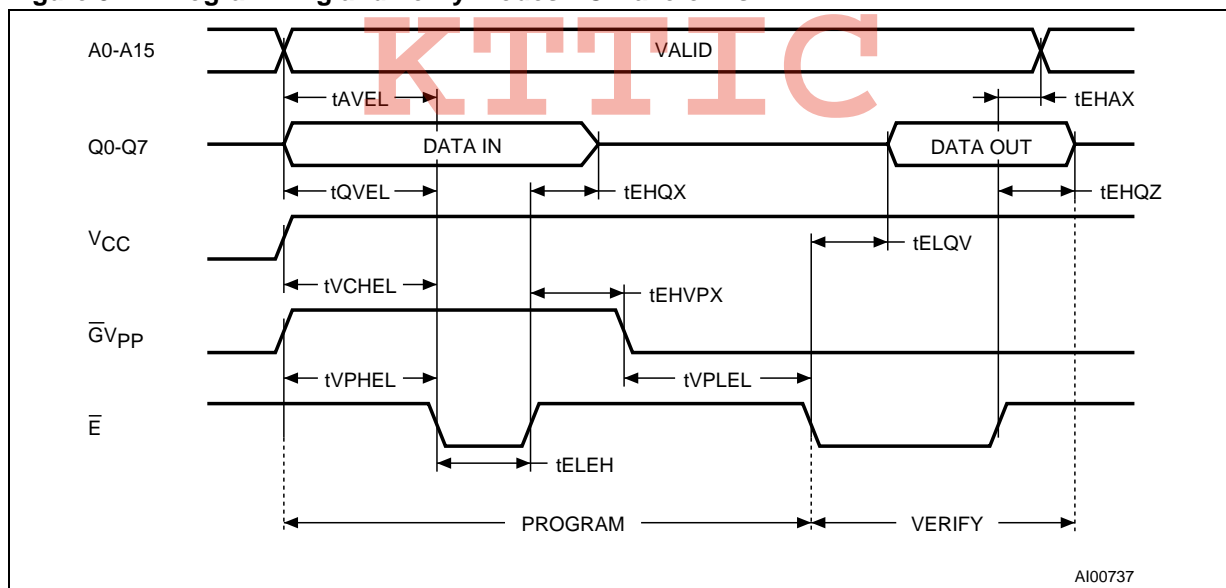 A0-A15
VALID
KTTIC
tAVEL
tEHAX
Q0-Q7
DATA IN
DATA OUT
tQVEL
tEHQX
tEHQZ
VCC
tELQV
tVCHEL
tEHVPX
G̅VPP
tVPHEL
tVPLEL
E̅
tELEH
PROGRAM
VERIFY
AI00737